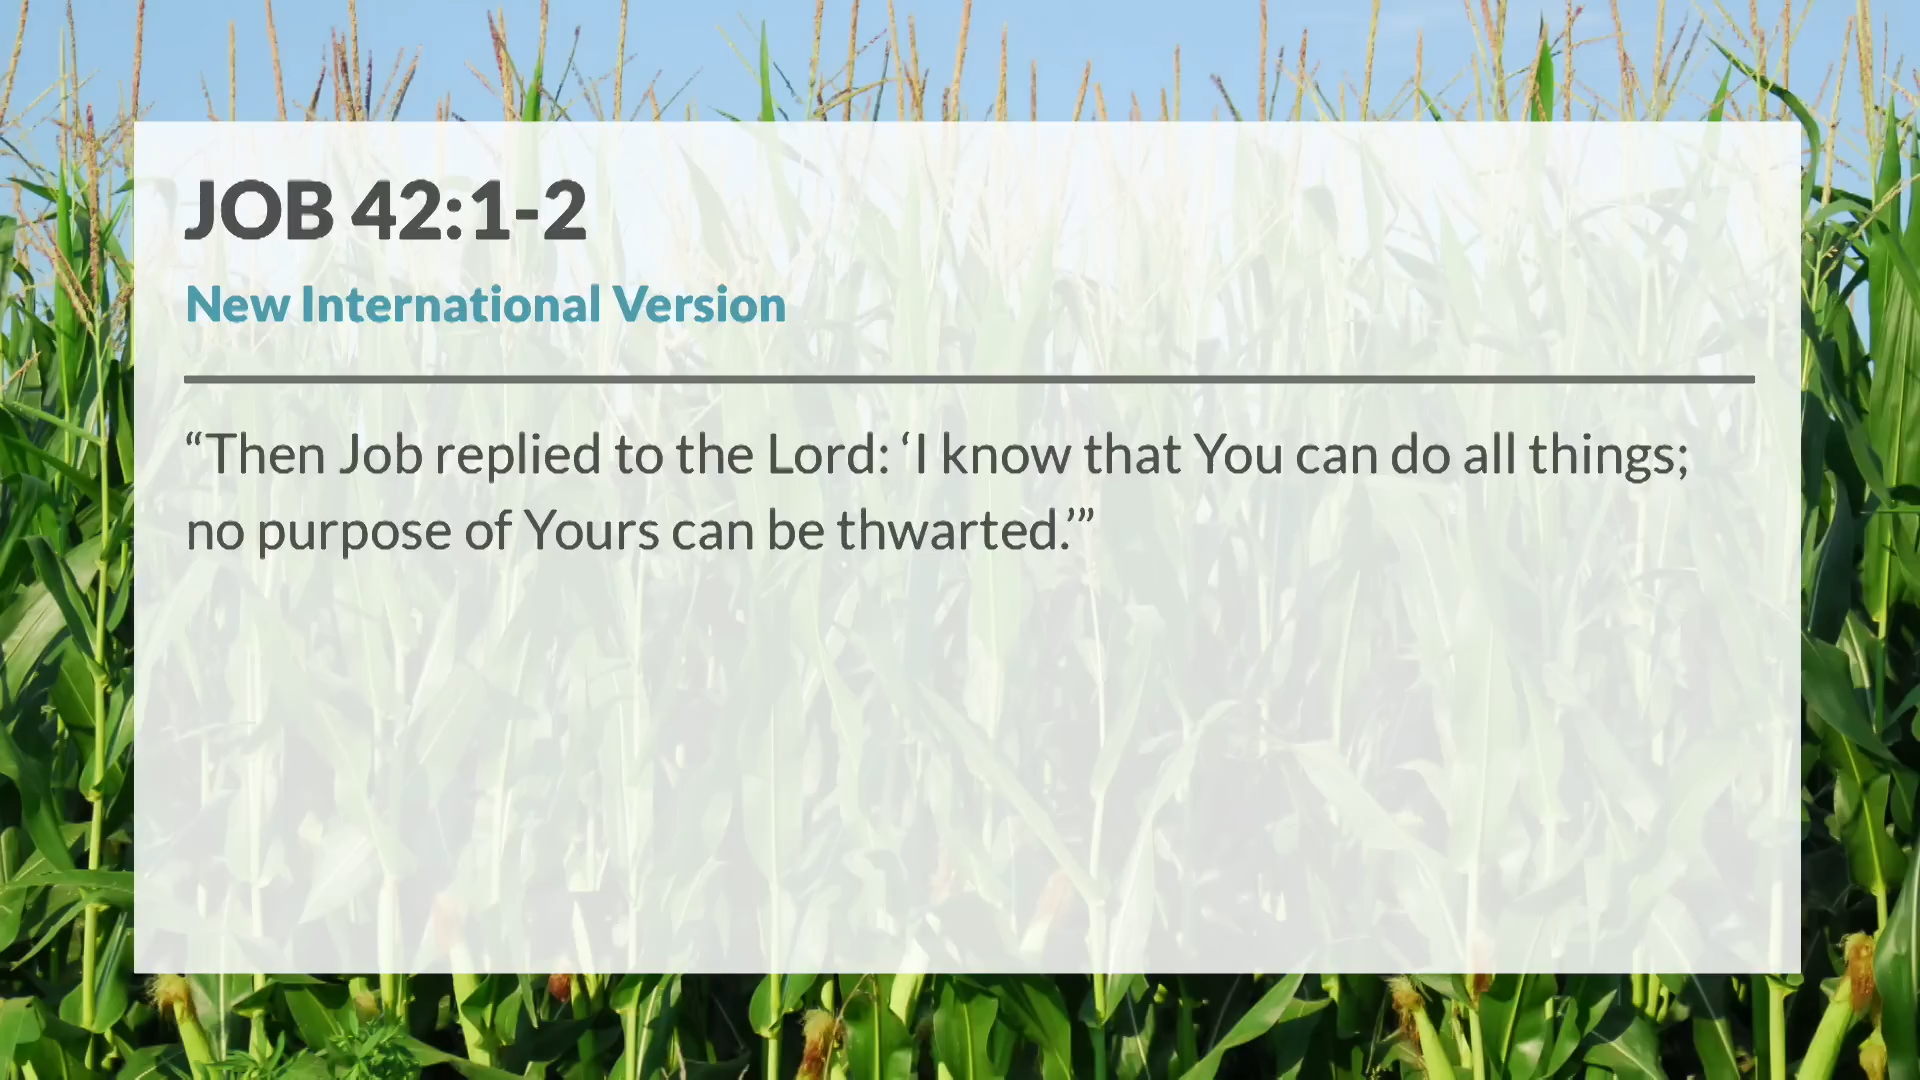 JOB 42:1-2
New International Version
“Then Job replied to the Lord: ‘I know that You can do all things;
no purpose of Yours can be thwarted.’”